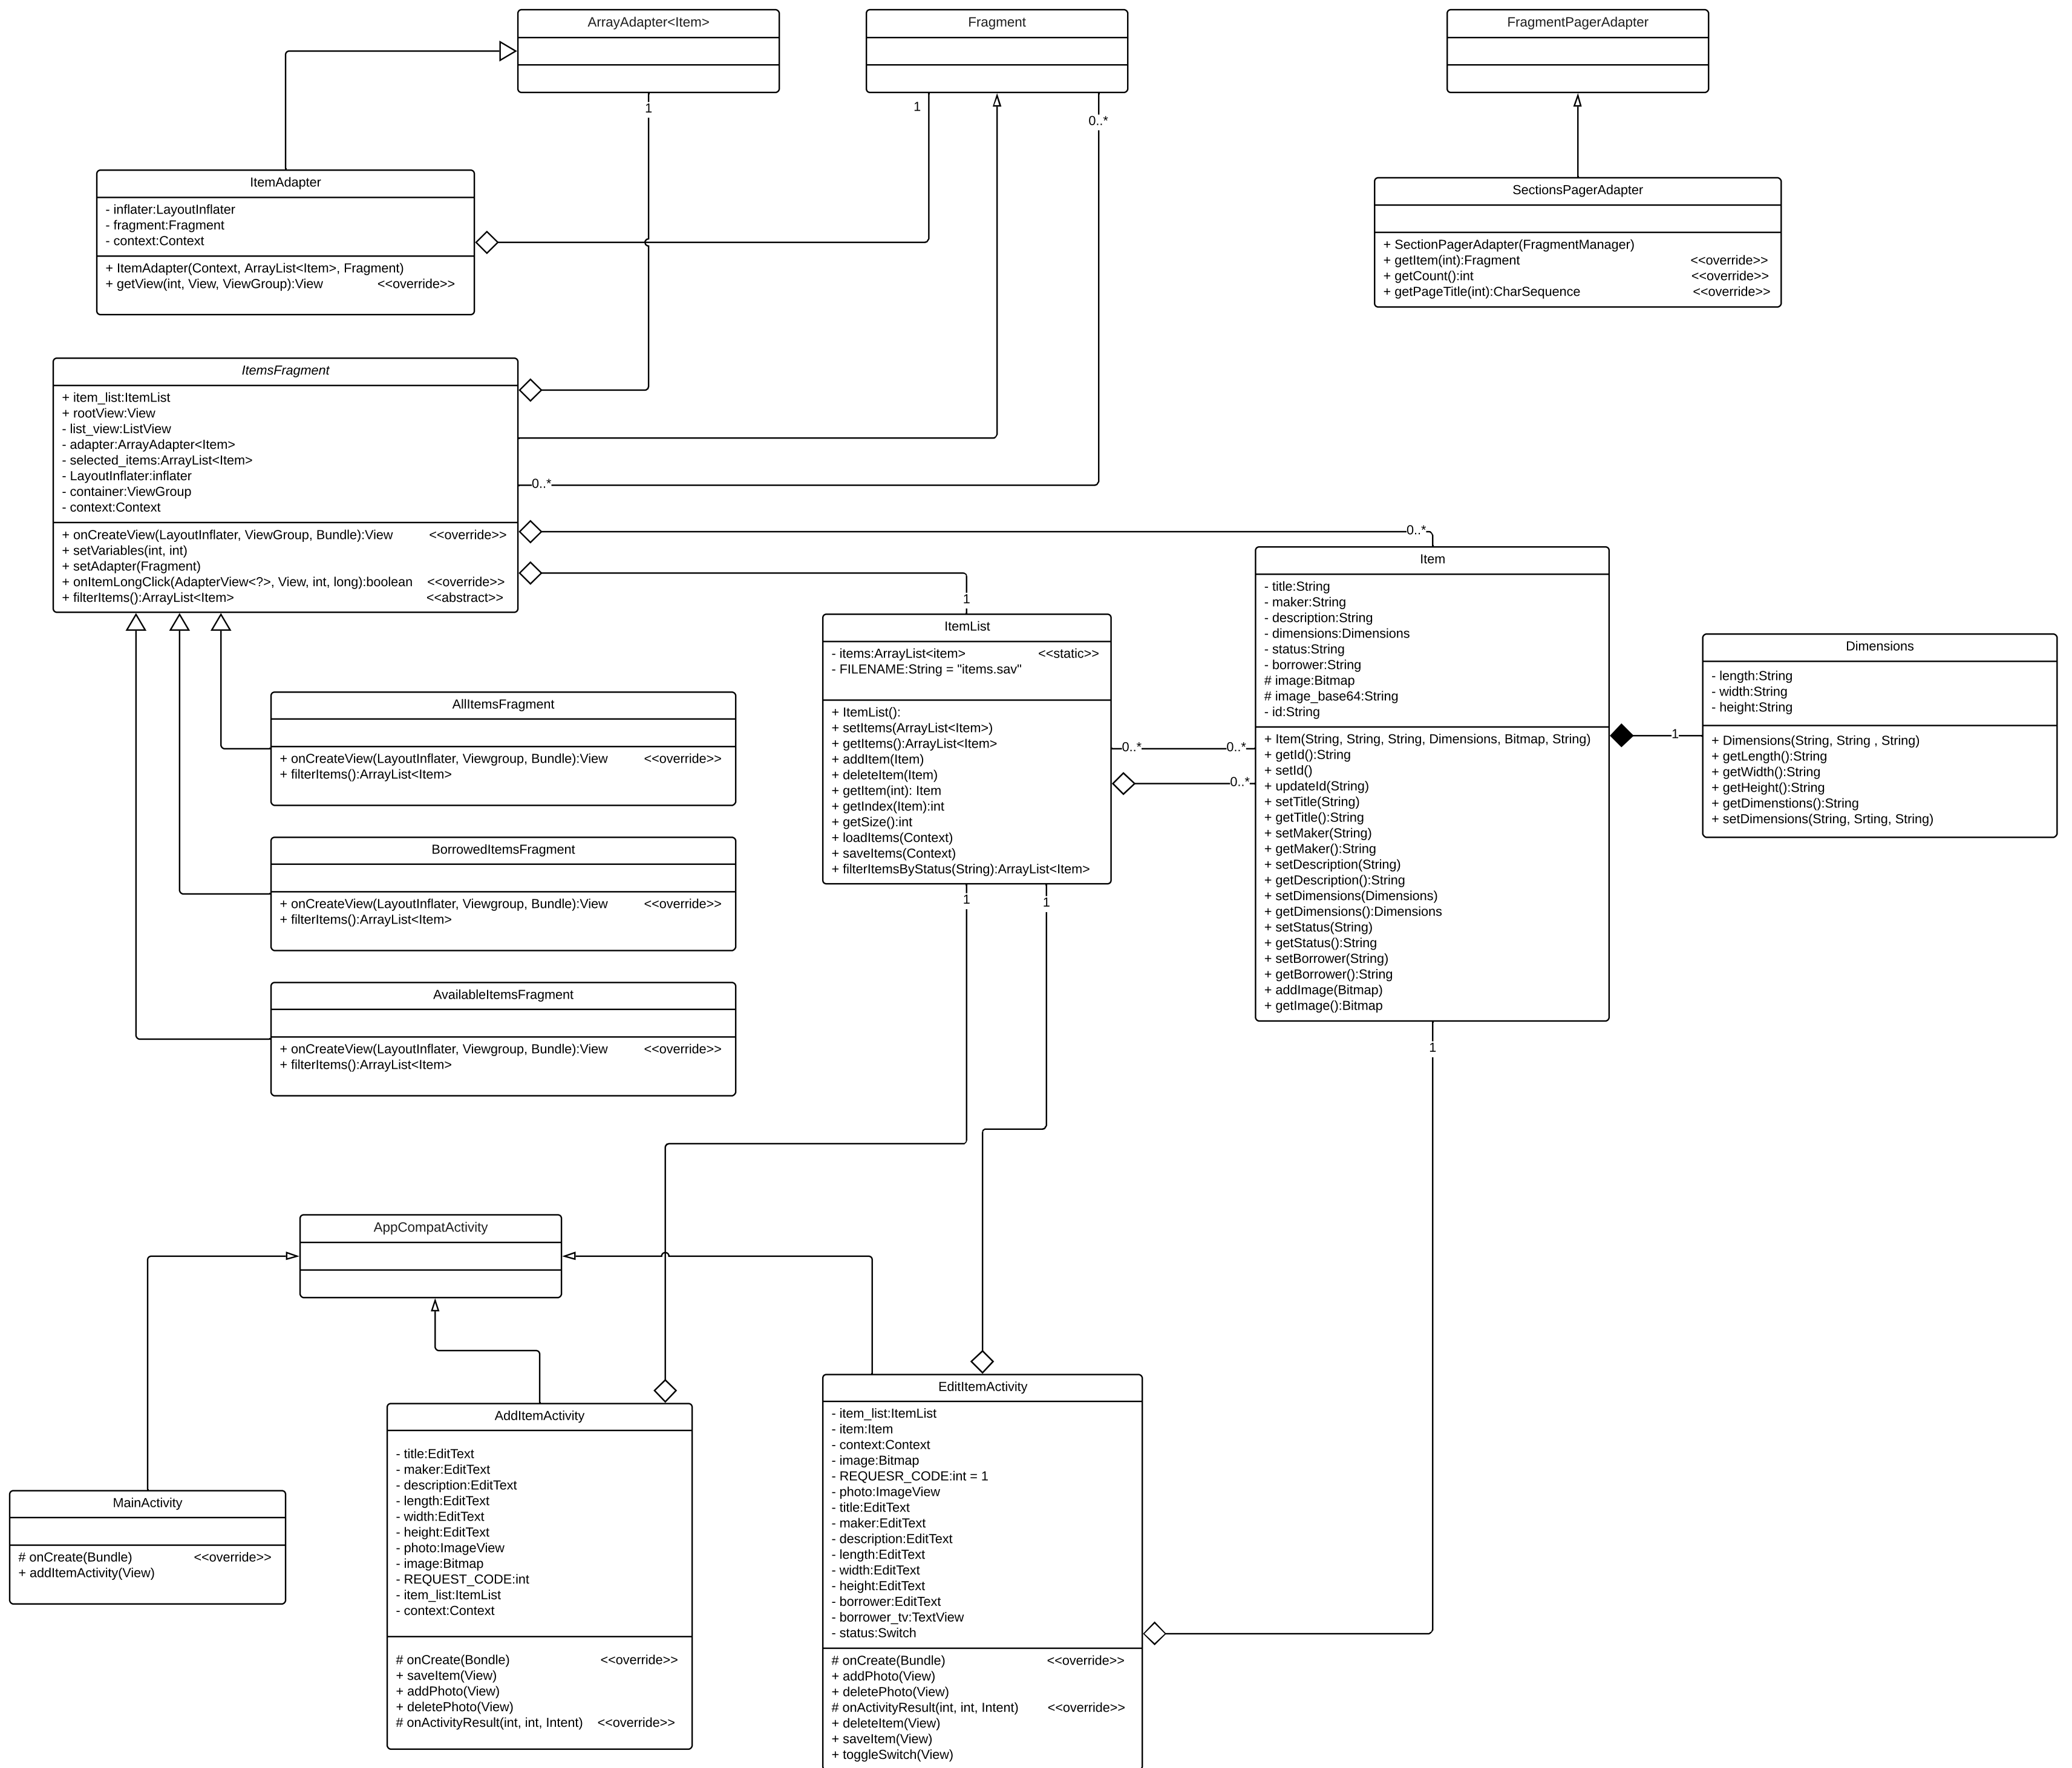 ArrayAdapter<Item>
1
Fragment
1
0..*
FragmentPagerAdapter
ItemAdapter
- inflater:LayoutInflater
- fragment:Fragment
- context:Context
+ ItemAdapter(Context, ArrayList<Item>, Fragment)
+ getView(int, View, ViewGroup):View <<override>>
SectionsPagerAdapter
+ SectionPagerAdapter(FragmentManager)
+ getItem(int):Fragment <<override>>
+ getCount():int <<override>>
+ getPageTitle(int):CharSequence <<override>>
ItemsFragment
+ item_list:ItemList
+ rootView:View
- list_view:ListView
- adapter:ArrayAdapter<Item>
- selected_items:ArrayList<Item>
- LayoutInflater:inflater
- container:ViewGroup
- context:Context
+ onCreateView(LayoutInflater, ViewGroup, Bundle):View <<override>>
+ setVariables(int, int)
+ setAdapter(Fragment)
+ onItemLongClick(AdapterView<?>, View, int, long):boolean <<override>>
+ filterItems():ArrayList<Item> <<abstract>>
0..*
0..*
1
AllItemsFragment
+ onCreateView(LayoutInflater, Viewgroup, Bundle):View <<override>>
+ filterItems():ArrayList<Item>
BorrowedItemsFragment
+ onCreateView(LayoutInflater, Viewgroup, Bundle):View <<override>>
+ filterItems():ArrayList<Item>
AvailableItemsFragment
+ onCreateView(LayoutInflater, Viewgroup, Bundle):View <<override>>
+ filterItems():ArrayList<Item>
ItemList
- items:ArrayList<item> <<static>>
- FILENAME:String = "items.sav"
+ ItemList():
+ setItems(ArrayList<Item>)
+ getItems():ArrayList<Item>
+ addItem(Item)
+ deleteItem(Item)
+ getItem(int): Item
+ getIndex(Item):int
+ getSize():int
+ loadItems(Context)
+ saveItems(Context)
+ filterItemsByStatus(String):ArrayList<Item>
1
1
0..*
0..*
0..*
Item
- title:String
- maker:String
- description:String
- dimensions:Dimensions
- status:String
- borrower:String
# image:Bitmap
# image_base64:String
- id:String
+ Item(String, String, String, Dimensions, Bitmap, String)
+ getId():String
+ setId()
+ updateId(String)
+ setTitle(String)
+ getTitle():String
+ setMaker(String)
+ getMaker():String
+ setDescription(String)
+ getDescription():String
+ setDimensions(Dimensions)
+ getDimensions():Dimensions
+ setStatus(String)
+ getStatus():String
+ setBorrower(String)
+ getBorrower():String
+ addImage(Bitmap)
+ getImage():Bitmap
1
1
Dimensions
- length:String
- width:String
- height:String
+ Dimensions(String, String , String)
+ getLength():String
+ getWidth():String
+ getHeight():String
+ getDimenstions():String
+ setDimensions(String, Srting, String)
AppCompatActivity
MainActivity
# onCreate(Bundle) <<override>>
+ addItemActivity(View)
AddItemActivity
- title:EditText
- maker:EditText
- description:EditText
- length:EditText
- width:EditText
- height:EditText
- photo:ImageView
- image:Bitmap
- REQUEST_CODE:int
- item_list:ItemList
- context:Context
# onCreate(Bondle) <<override>>
+ saveItem(View)
+ addPhoto(View)
+ deletePhoto(View)
# onActivityResult(int, int, Intent) <<override>>
EditItemActivity
- item_list:ItemList
- item:Item
- context:Context
- image:Bitmap
- REQUESR_CODE:int = 1
- photo:ImageView
- title:EditText
- maker:EditText
- description:EditText
- length:EditText
- width:EditText
- height:EditText
- borrower:EditText
- borrower_tv:TextView
- status:Switch
# onCreate(Bundle) <<override>>
+ addPhoto(View)
+ deletePhoto(View)
# onActivityResult(int, int, Intent) <<override>>
+ deleteItem(View)
+ saveItem(View)
+ toggleSwitch(View)